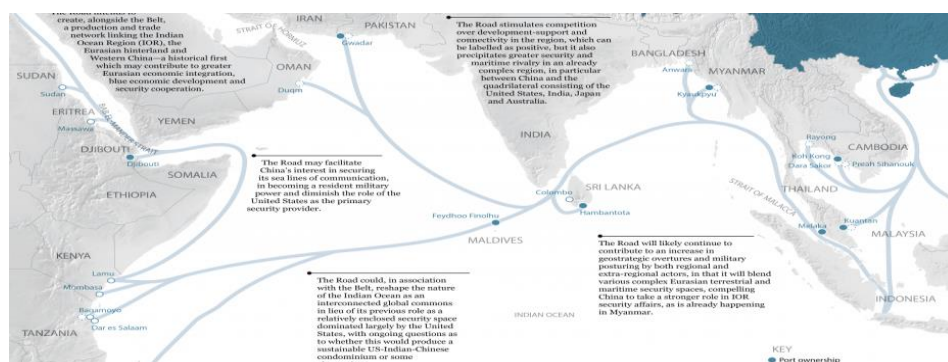 The Road intends to
create, alongside the Belt,
a production and trade
network linking the Indian
Ocean Region (IOR), the
Eurasian hinterland and
Western China—a historical first
which may contribute to greater
Eurasian economic integration,
blue economic development and
security cooperation.
IRAN
STRAIT OF HORMUZ
PAKISTAN
Gwadar
The Road stimulates competition
over development-support and
connectivity in the region, which can
be labelled as positive, but it also
precipitates greater security and
maritime rivalry in an already
complex region, in particular
between China and the
quadrilateral consisting of the
United States, India, Japan
and Australia.
BANGLADESH
Anwara
MYANMAR
Kyaukpyu
OMAN
Duqm
SUDAN
Sudan
ERITREA
Massawa
YEMEN
DJIBOUTI
Djibouti
SOMALIA
ETHIOPIA
INDIA
Rayong
CAMBODIA
Koh Kong
Dara Sakor
Preah Sihanouk
THAILAND
The Road may facilitate
China's interest in securing
its sea lines of communication,
in becoming a resident military
power and diminish the role of the
United States as the primary
security provider.
Colombo
SRI LANKA
Hambantota
STRAIT OF MALACCA
Feydhoo Finolhu
MALDIVES
Malaka
Kuantan
MALAYSIA
KENYA
Lamu
Mombasa
Bagamoyo
Dar es Salaam
TANZANIA
The Road could, in association
with the Belt, reshape the nature
of the Indian Ocean as an
interconnected global commons
in lieu of its previous role as a
relatively enclosed security space
dominated largely by the United
States, with ongoing questions as
to whether this would produce a
sustainable US-Indian-Chinese
condominium or some
The Road will likely continue to
contribute to an increase in
geostrategic overtures and military
posturing by both regional and
extra-regional actors, in that it will blend
various complex Eurasian terrestrial and
maritime security spaces, compelling
China to take a stronger role in IOR
security affairs, as is already happening
in Myanmar.
INDIAN OCEAN
INDONESIA
KEY
Port ownership